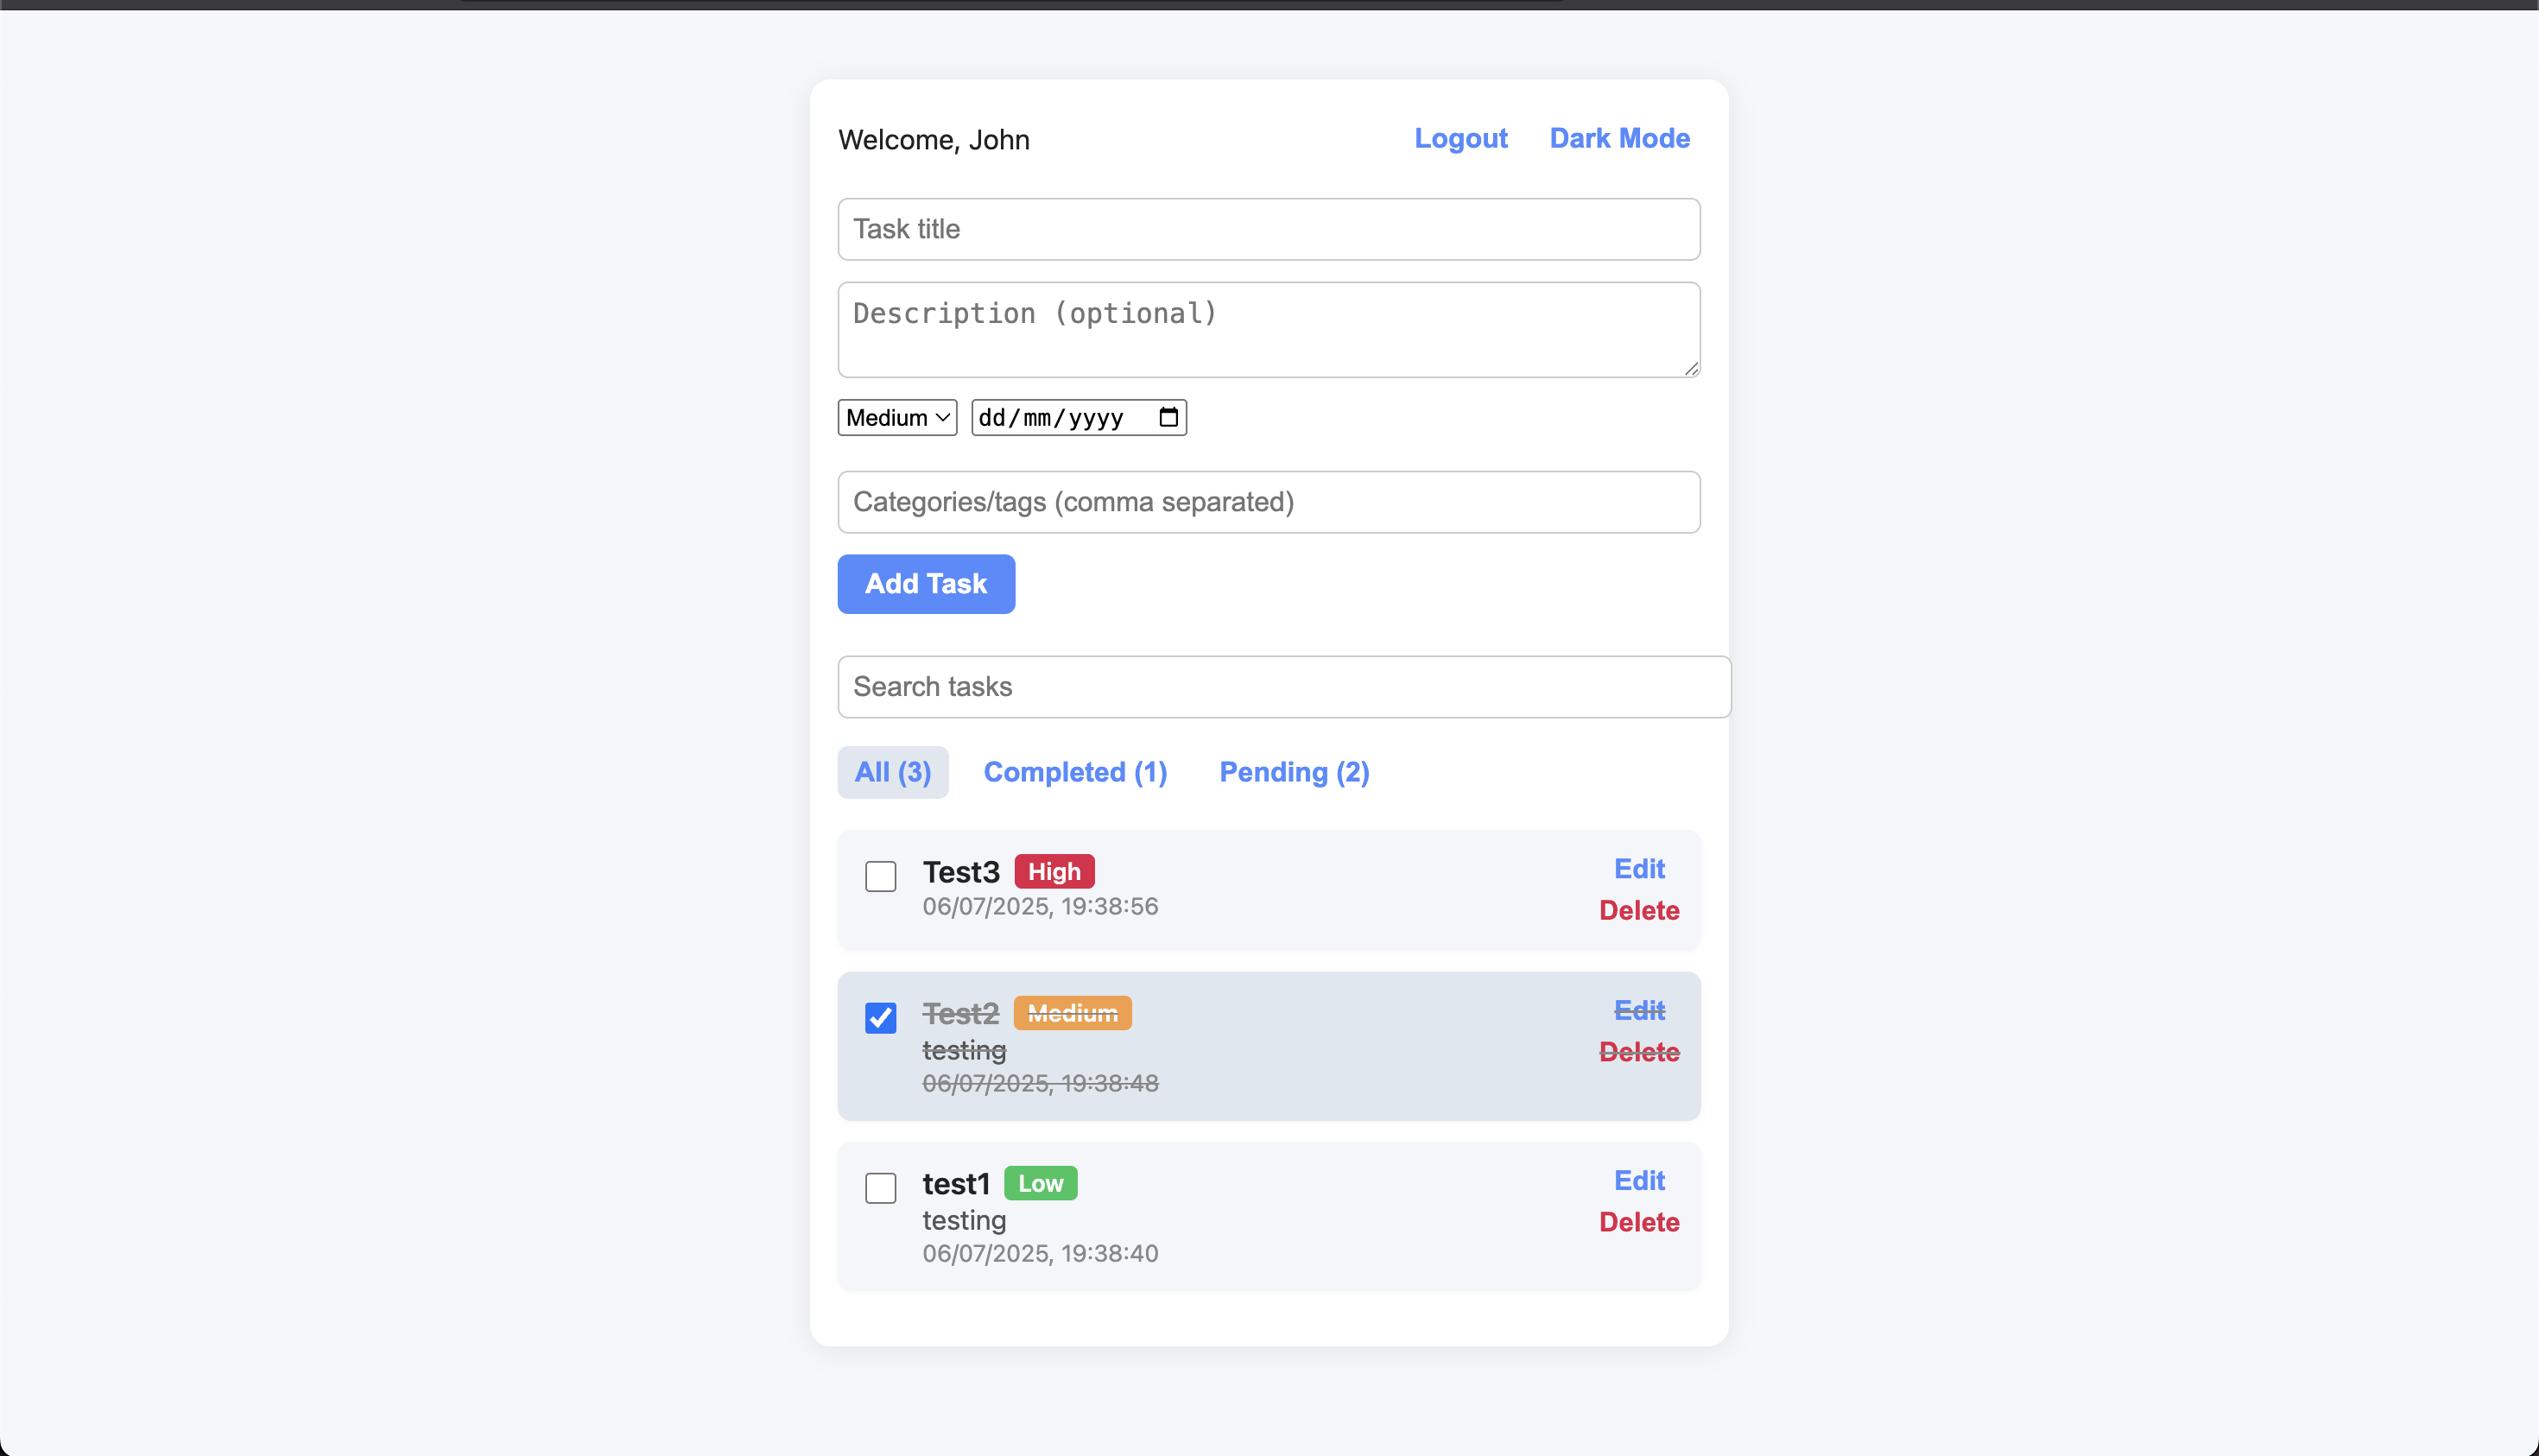 Welcome, John Logout Dark Mode
Task title
Description (optional)
Medium dd/mm/yyyy
Categories/tags (comma separated)
Add Task
Search tasks
All (3) Completed (1) Pending (2)
Test3 High Edit
06/07/2025, 19:38:56 Delete
Test2 Medium Edit
testing Delete
06/07/2025, 19:38:48
test1 Low Edit
testing Delete
06/07/2025, 19:38:40